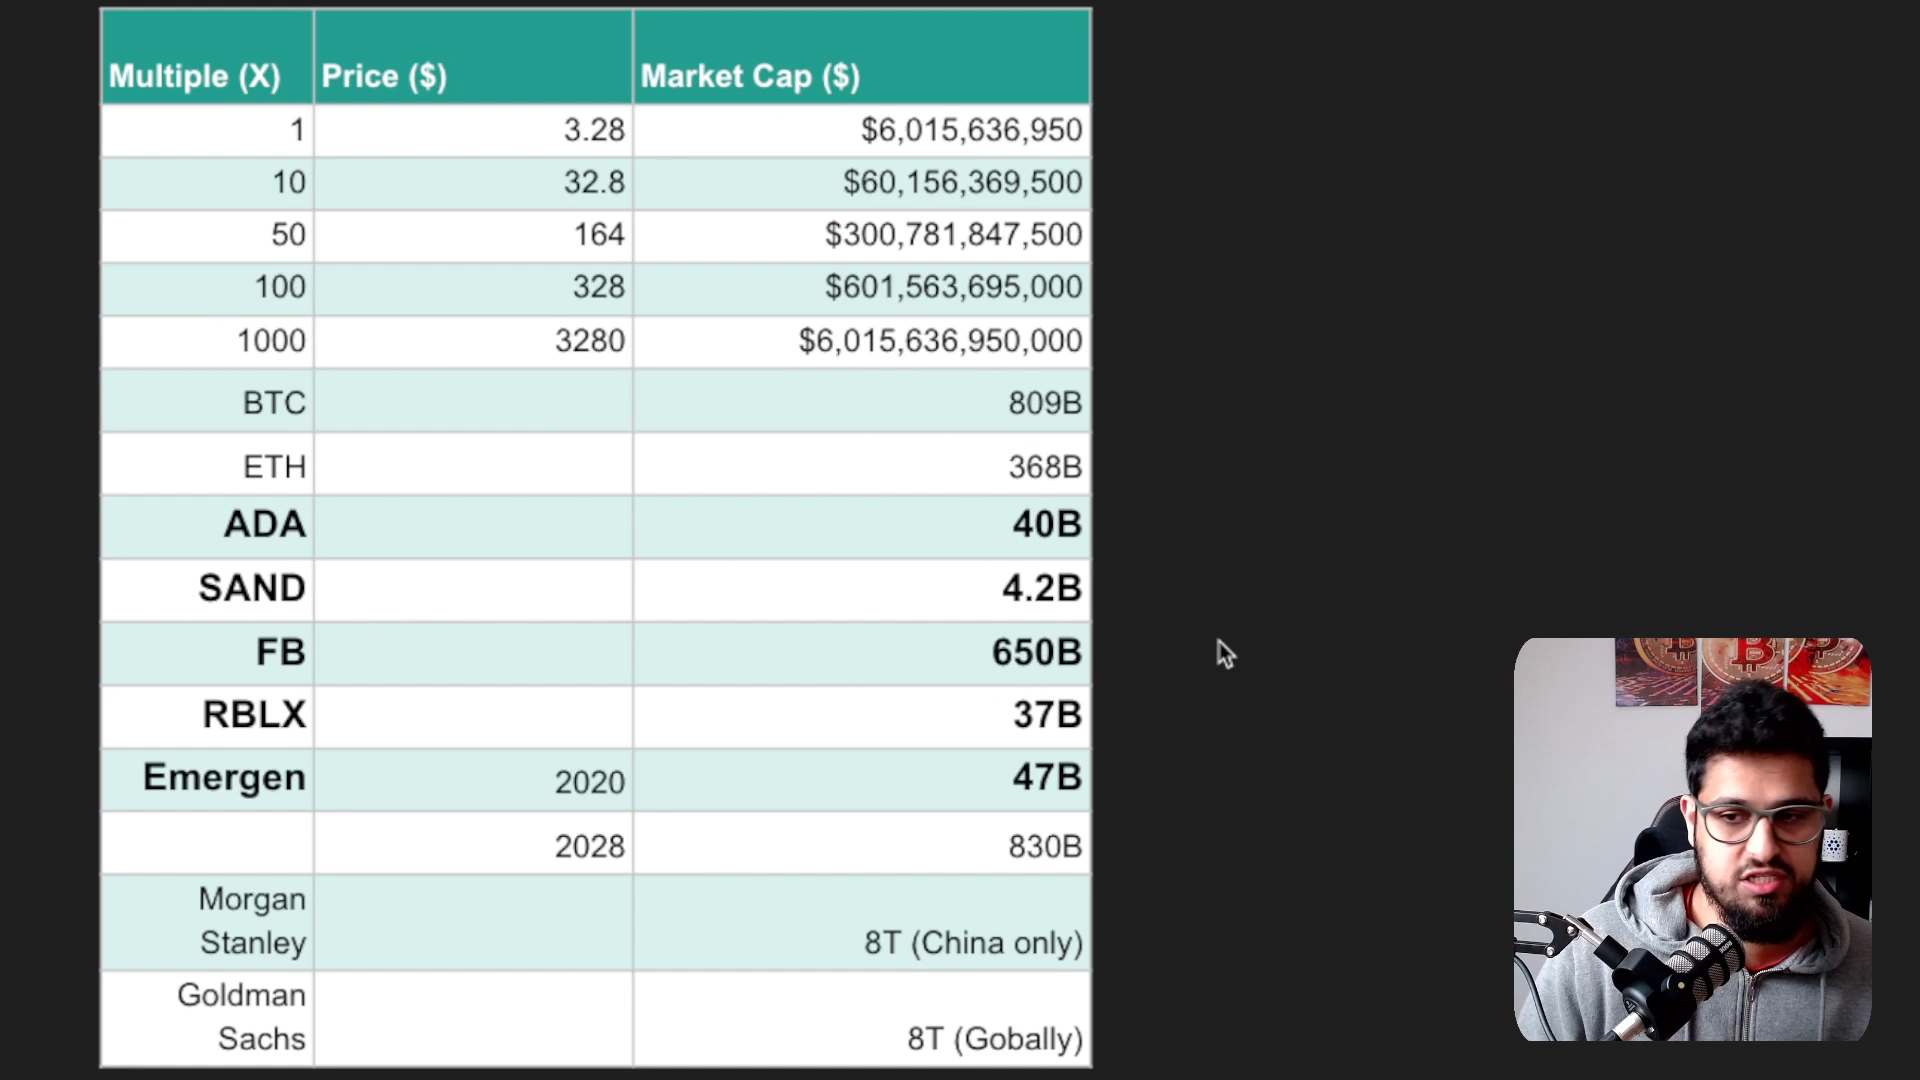 Multiple (X) Price ($) Market Cap ($)
1 3.28 $6,015,636,950
10 32.8 $60,156,369,500
50 164 $300,781,847,500
100 328 $601,563,695,000
1000 3280 $6,015,636,950,000
BTC 809B
ETH 368B
ADA 40B
SAND 4.2B
FB 650B
RBLX 37B
Emergen 2020 47B
2028 830B
Morgan
Stanley 8T (China only)
Goldman
Sachs 8T (Gobally)